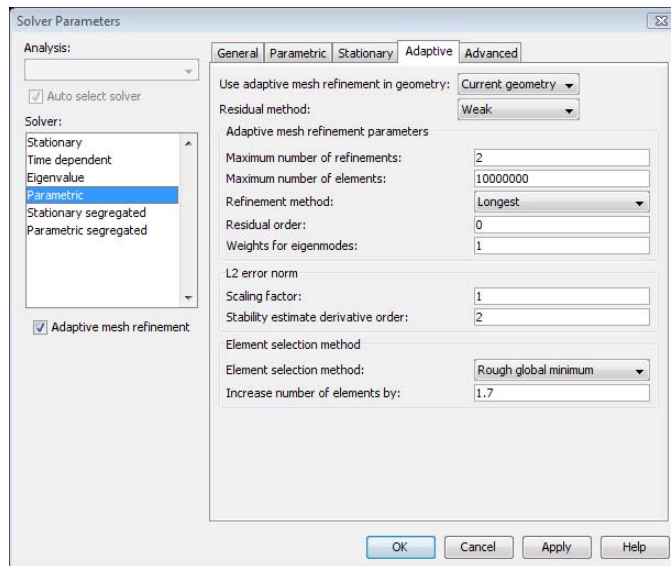 Solver Parameters
Analysis:
Auto select solver
Solver:
Stationary
Time dependent
Eigenvalue
Parametric
Stationary segregated
Parametric segregated
Adaptive mesh refinement
General Parametric Stationary Adaptive Advanced
Use adaptive mesh refinement in geometry: Current geometry
Residual method: Weak
Adaptive mesh refinement parameters
Maximum number of refinements: 2
Maximum number of elements: 10000000
Refinement method: Longest
Residual order: 0
Weights for eigenmodes: 1
L2 error norm
Scaling factor: 1
Stability estimate derivative order: 2
Element selection method
Element selection method: Rough global minimum
Increase number of elements by: 1.7
OK Cancel Apply Help